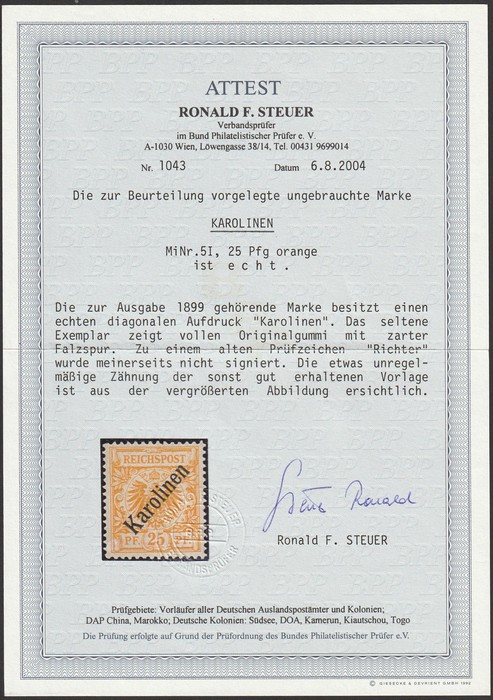 ATTEST
RONALD F. STEUER
Verbandsprüfer
im Bund Philatelistischer Prüfer e. V.
A-1030 Wien, Löwengasse 38/14, Tel. 00431 9699014
Nr. 1043 Datum 6.8.2004
Die zur Beurteilung vorgelegte ungebrauchte Marke
KAROLINEN
MiNr.5I, 25 Pfg orange
ist e c h t .
Die zur Ausgabe 1899 gehörende Marke besitzt einen
echten diagonalen Aufdruck "Karolinen". Das seltene
Exemplar zeigt vollen Originalgummi mit zarter
Falzspur. Zu einem alten Prüfzeichen "Richter"
wurde meinerseits nicht signiert. Die etwas unregel-
mäßige Zähnung der sonst gut erhaltenen Vorlage
ist aus der vergrößerten Abbildung ersichtlich.
REICHSPOST
Karolinen
PF 25 PF
Steuer Ronald
Ronald F. STEUER
Prüfgebiete: Vorläufer aller Deutschen Auslandspostämter und Kolonien;
DAP China, Marokko; Deutsche Kolonien: Südsee, DOA, Kamerun, Kiautschou, Togo
Die Prüfung erfolgte auf Grund der Prüfordnung des Bundes Philatelistischer Prüfer e.V.
© GIESECKE & DEVRIENT GMBH 1995